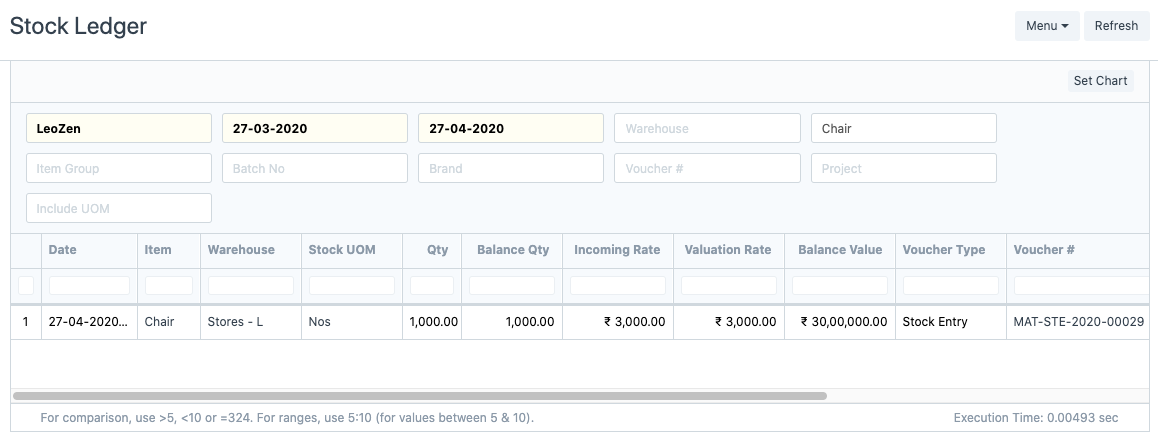 Stock Ledger
Menu Refresh
Set Chart
LeoZen 27-03-2020 27-04-2020 Warehouse Chair
Item Group Batch No Brand Voucher # Project
Include UOM
Date Item Warehouse Stock UOM Qty Balance Qty Incoming Rate Valuation Rate Balance Value Voucher Type Voucher #
1 27-04-2020... Chair Stores - L Nos 1,000.00 1,000.00 ₹ 3,000.00 ₹ 3,000.00 ₹ 30,00,000.00 Stock Entry MAT-STE-2020-00029
For comparison, use >5, <10 or =324. For ranges, use 5:10 (for values between 5 & 10). Execution Time: 0.00493 sec